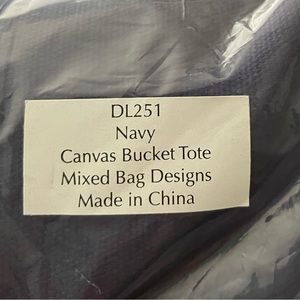 DL251
Navy
Canvas Bucket Tote
Mixed Bag Designs
Made in China